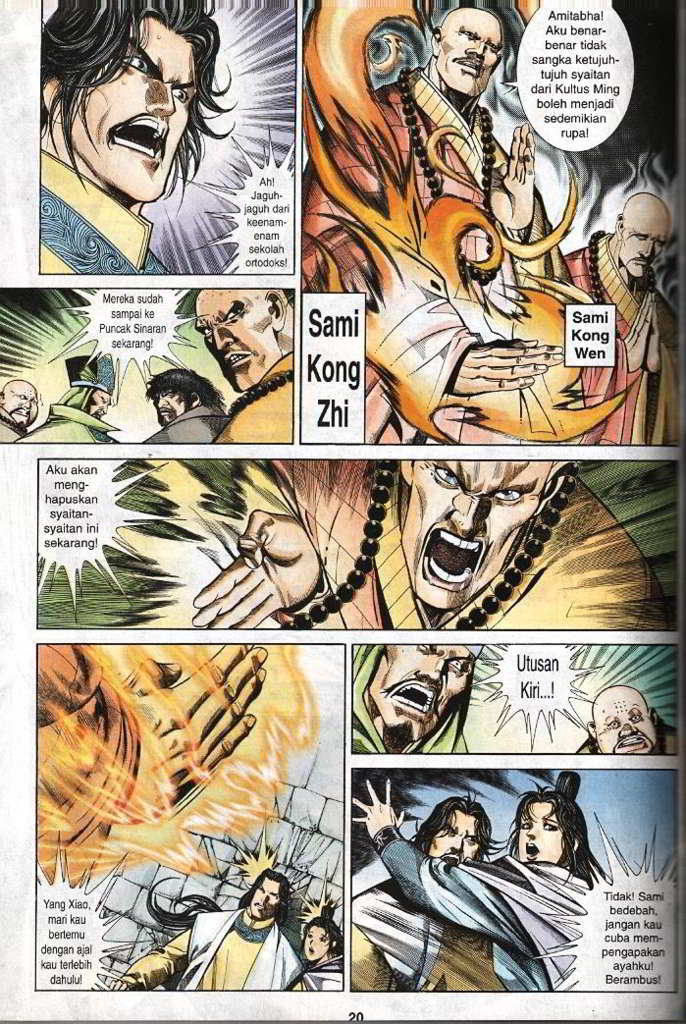 Ah!
Jaguh-
jaguh dari
keenam-
enam
sekolah
ortodoks!
Amitabha!
Aku benar-
benar tidak
sangka ketujuh-
tujuh syaitan
dari Kultus Ming
boleh menjadi
sedemikian
rupa!
Mereka sudah
sampai ke
Puncak Sinaran
sekarang!
Sami
Kong
Zhi
Sami
Kong
Wen
Aku akan
meng-
hapuskan
syaitan-
syaitan ini
sekarang!
Utusan
Kiri...!
Yang Xiao,
mari kau
bertemu
dengan ajal
kau terlebih
dahulu!
Tidak! Sami
bedebah,
jangan kau
cuba mem-
pengapakan
ayahku!
Berambus!
20